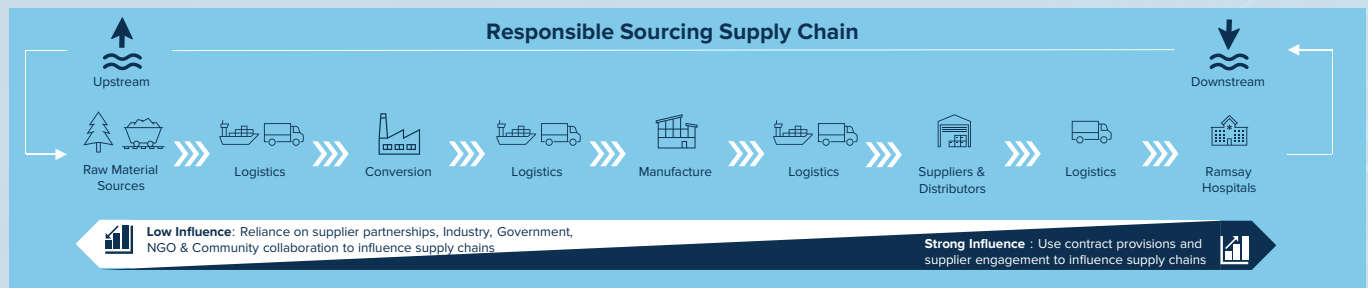 Responsible Sourcing Supply Chain
Upstream
Downstream
Raw Material
Sources
Logistics
Conversion
Logistics
Manufacture
Logistics
Suppliers &
Distributors
Logistics
Ramsay
Hospitals
Low Influence: Reliance on supplier partnerships, Industry, Government,
NGO & Community collaboration to influence supply chains
Strong Influence : Use contract provisions and
supplier engagement to influence supply chains